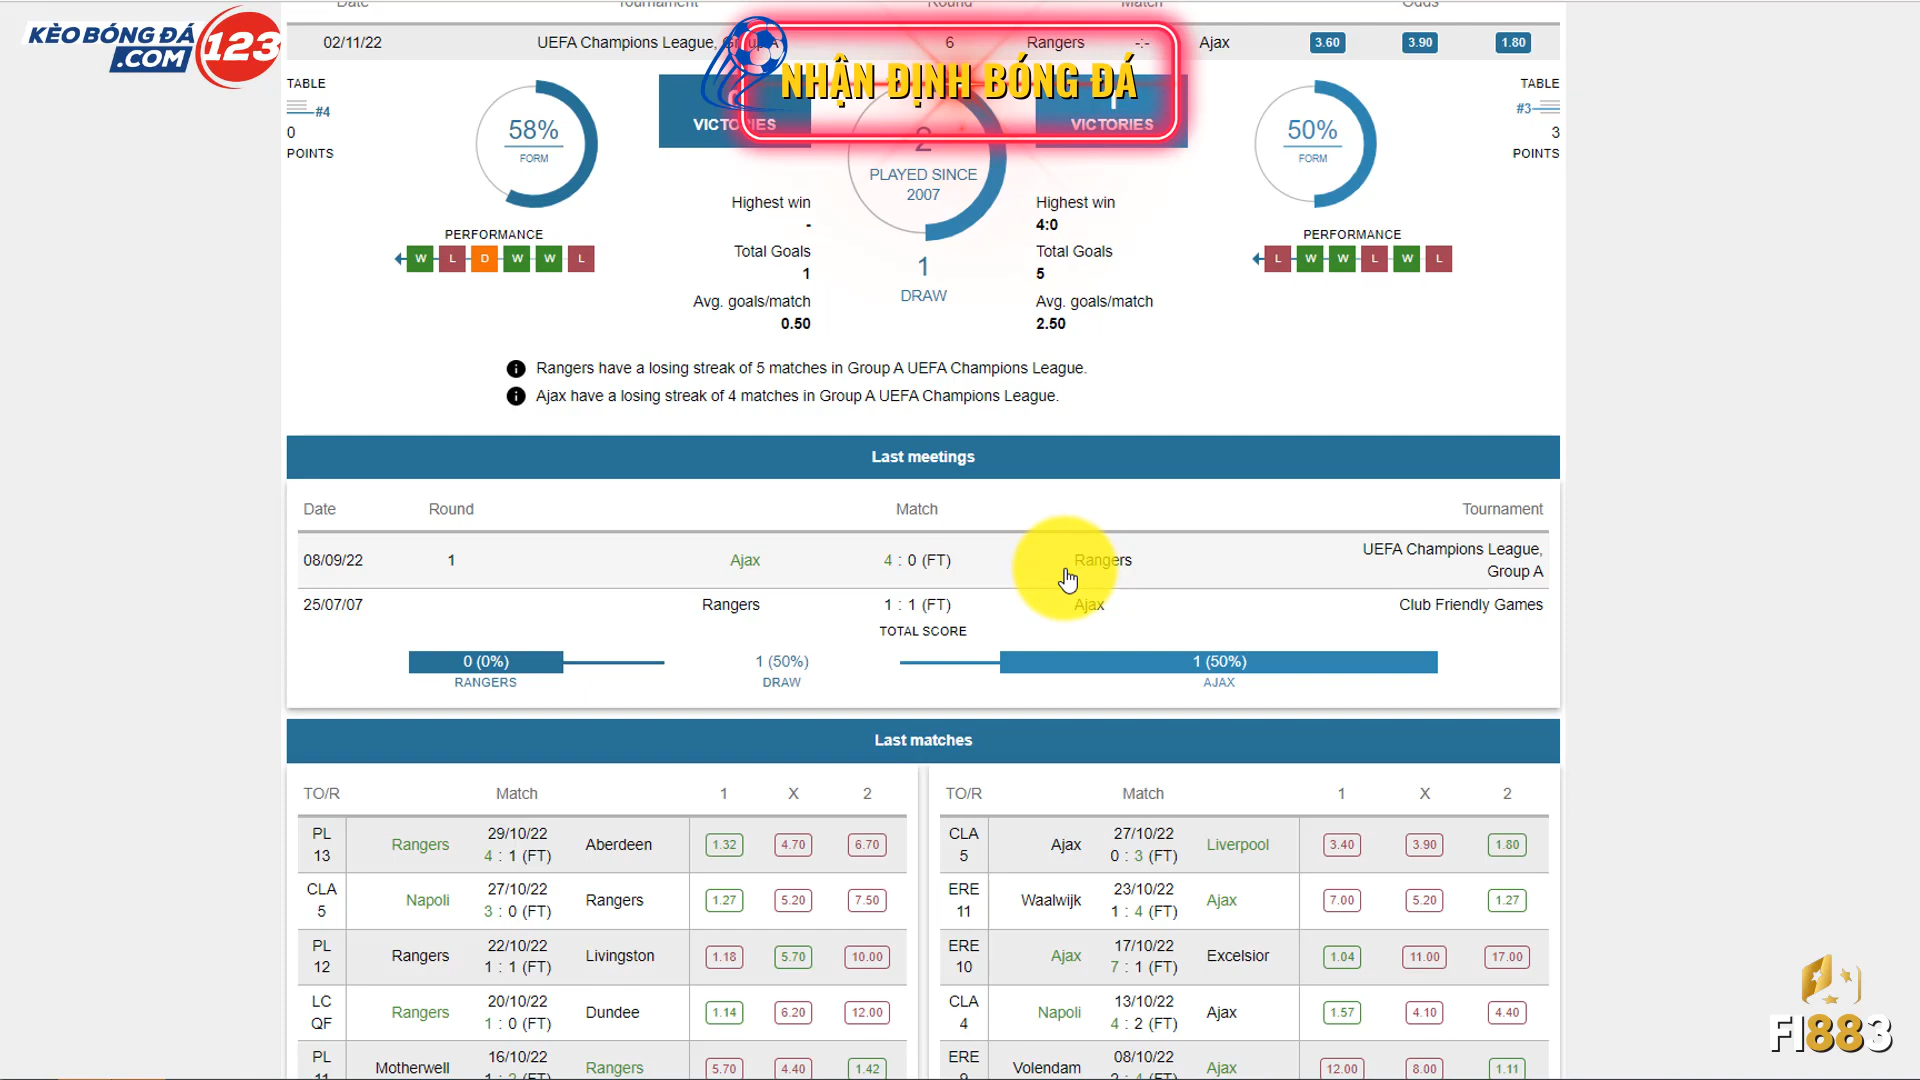 Date Tournament Round Match Odds
KÈO BÓNG ĐÁ
.COM
123
02/11/22 UEFA Champions League, Group A 6 Rangers -:- Ajax 3.60 3.90 1.80
NHẬN ĐỊNH BÓNG ĐÁ
TABLE
#4
0
POINTS
58%
FORM
PERFORMANCE
W L D W W L
VICTORIES
Highest win
-
Total Goals
1
Avg. goals/match
0.50
2
PLAYED SINCE
2007
1
DRAW
VICTORIES
Highest win
4:0
Total Goals
5
Avg. goals/match
2.50
50%
FORM
PERFORMANCE
L W W L W L
TABLE
#3
3
POINTS
Rangers have a losing streak of 5 matches in Group A UEFA Champions League.
Ajax have a losing streak of 4 matches in Group A UEFA Champions League.
Last meetings
Date Round Match Tournament
08/09/22 1 Ajax 4 : 0 (FT) Rangers UEFA Champions League,
Group A
25/07/07 Rangers 1 : 1 (FT) Ajax Club Friendly Games
TOTAL SCORE
0 (0%) 1 (50%) 1 (50%)
RANGERS DRAW AJAX
Last matches
TO/R Match 1 X 2
PL 29/10/22
13 Rangers 4 : 1 (FT) Aberdeen 1.32 4.70 6.70
CLA 27/10/22
5 Napoli 3 : 0 (FT) Rangers 1.27 5.20 7.50
PL 22/10/22
12 Rangers 1 : 1 (FT) Livingston 1.18 5.70 10.00
LC 20/10/22
QF Rangers 1 : 0 (FT) Dundee 1.14 6.20 12.00
PL 16/10/22
11 Motherwell 1 : 2 (FT) Rangers 5.70 4.40 1.42
TO/R Match 1 X 2
CLA 27/10/22
5 Ajax 0 : 3 (FT) Liverpool 3.40 3.90 1.80
ERE 23/10/22
11 Waalwijk 1 : 4 (FT) Ajax 7.00 5.20 1.27
ERE 17/10/22
10 Ajax 7 : 1 (FT) Excelsior 1.04 11.00 17.00
CLA 13/10/22
4 Napoli 4 : 2 (FT) Ajax 1.57 4.10 4.40
ERE 08/10/22
9 Volendam 2 : 4 (FT) Ajax 12.00 8.00 1.11
FI883